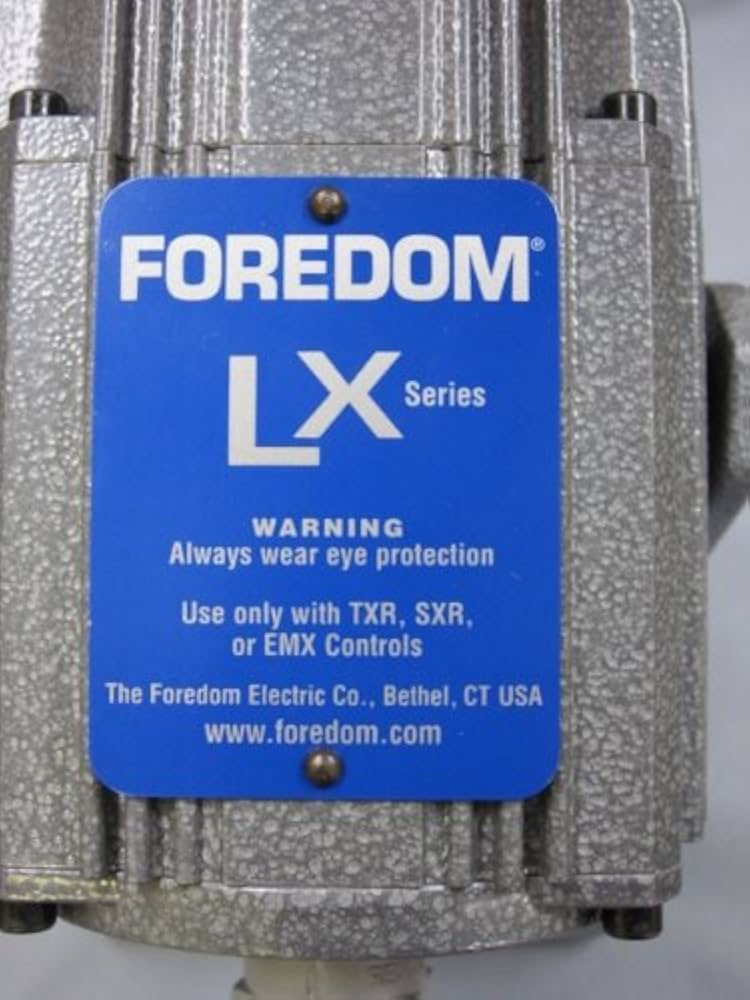 FOREDOM®
LX Series
WARNING
Always wear eye protection
Use only with TXR, SXR,
or EMX Controls
The Foredom Electric Co., Bethel, CT USA
www.foredom.com